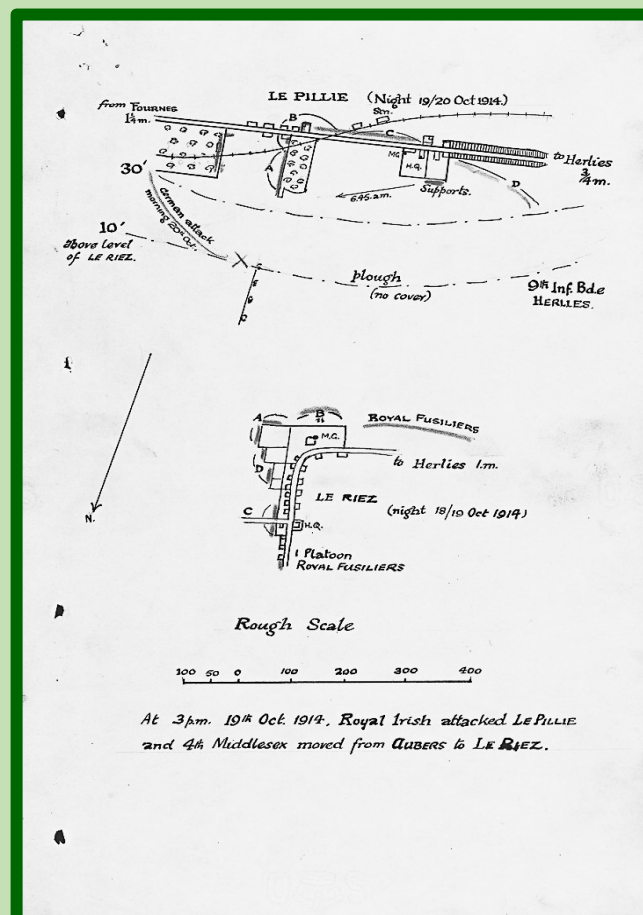 LE PILLIE (Night 19/20 Oct 1914.)
from FOURNES
1¼m.
B
Stn.
C
A
M.G.
H.Q.
to Herlies
¾m.
Supports.
D
6.45.a.m.
30'
German attack
morning 20th Oct.
10'
above level
of LE RIEZ.
plough
(no cover)
9th Inf. Bde
HERLIES.
N.
A
B
M.G.
ROYAL FUSILIERS
to Herlies 1.m.
D
LE RIEZ
(night 18/19 Oct 1914)
C
H.Q.
1 Platoon
ROYAL FUSILIERS
Rough Scale
100 50 0 100 200 300 400
At 3pm. 19th Oct. 1914, Royal Irish attacked LE PILLIE
and 4th Middlesex moved from AUBERS to LE RIEZ.